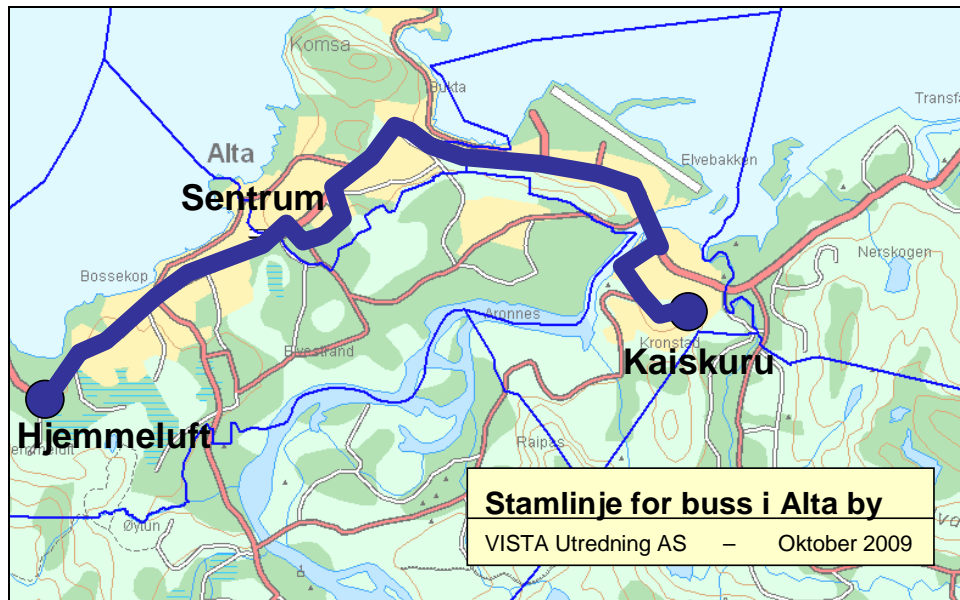 Komsa
Bukta
Transfa
Alta
Elvebakken
Sentrum
Nerskogen
Bossekop
Aronnes
Elvestrand
Kronstad
Kaiskuru
Hjemmeluft
Raipas
Øytun
Stamlinje for buss i Alta by
VISTA Utredning AS – Oktober 2009